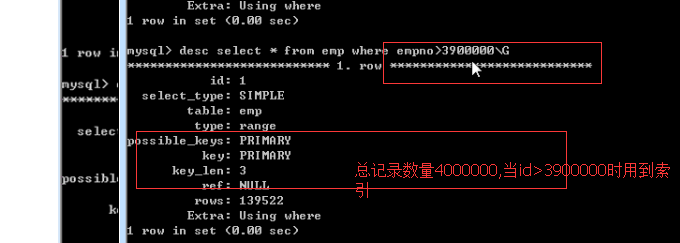 Extra: Using where
1 row in set (0.00 sec)
1 row in
mysql> desc select * from emp where empno>3900000\G
*************************** 1. row ***************************
mysql>
id: 1
select_type: SIMPLE
table: emp
selec
type: range
possible_keys: PRIMARY
key: PRIMARY
key_len: 3
总记录数量4000000,当id>3900000时用到索
引
possible
ref: NULL
rows: 139522
ke
Extra: Using where
1 row in set (0.00 sec)